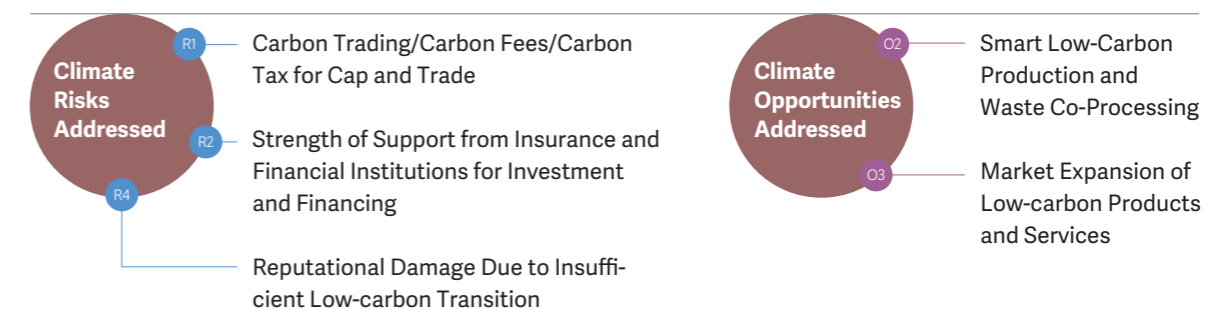 Climate
Risks
Addressed
R1
Carbon Trading/Carbon Fees/Carbon
Tax for Cap and Trade
R2
Strength of Support from Insurance and
Financial Institutions for Investment
and Financing
R4
Reputational Damage Due to Insuffi-
cient Low-carbon Transition
Climate
Opportunities
Addressed
O2
Smart Low-Carbon
Production and
Waste Co-Processing
O3
Market Expansion of
Low-carbon Products
and Services